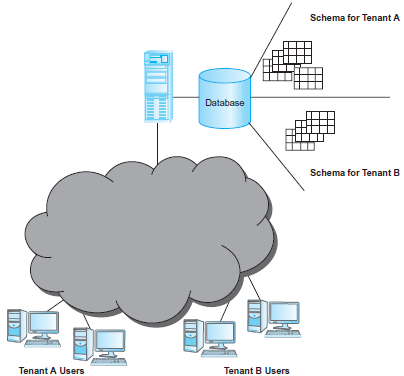 Schema for Tenant A
Database
Schema for Tenant B
Tenant A Users
Tenant B Users